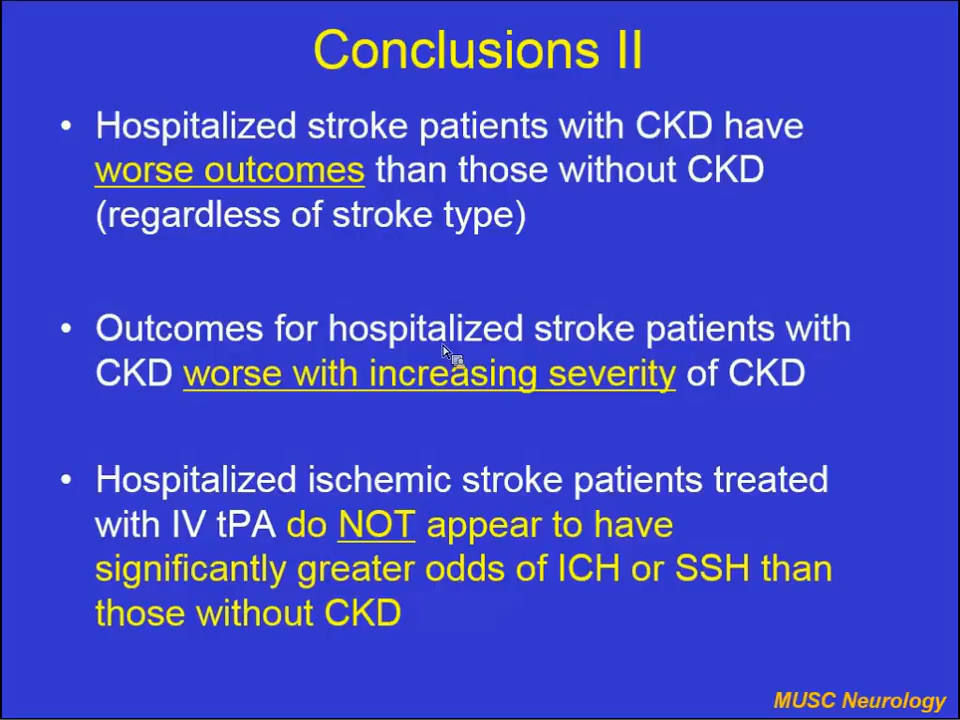 Conclusions II
• Hospitalized stroke patients with CKD have
worse outcomes than those without CKD
(regardless of stroke type)
• Outcomes for hospitalized stroke patients with
CKD worse with increasing severity of CKD
• Hospitalized ischemic stroke patients treated
with IV tPA do NOT appear to have
significantly greater odds of ICH or SSH than
those without CKD
MUSC Neurology